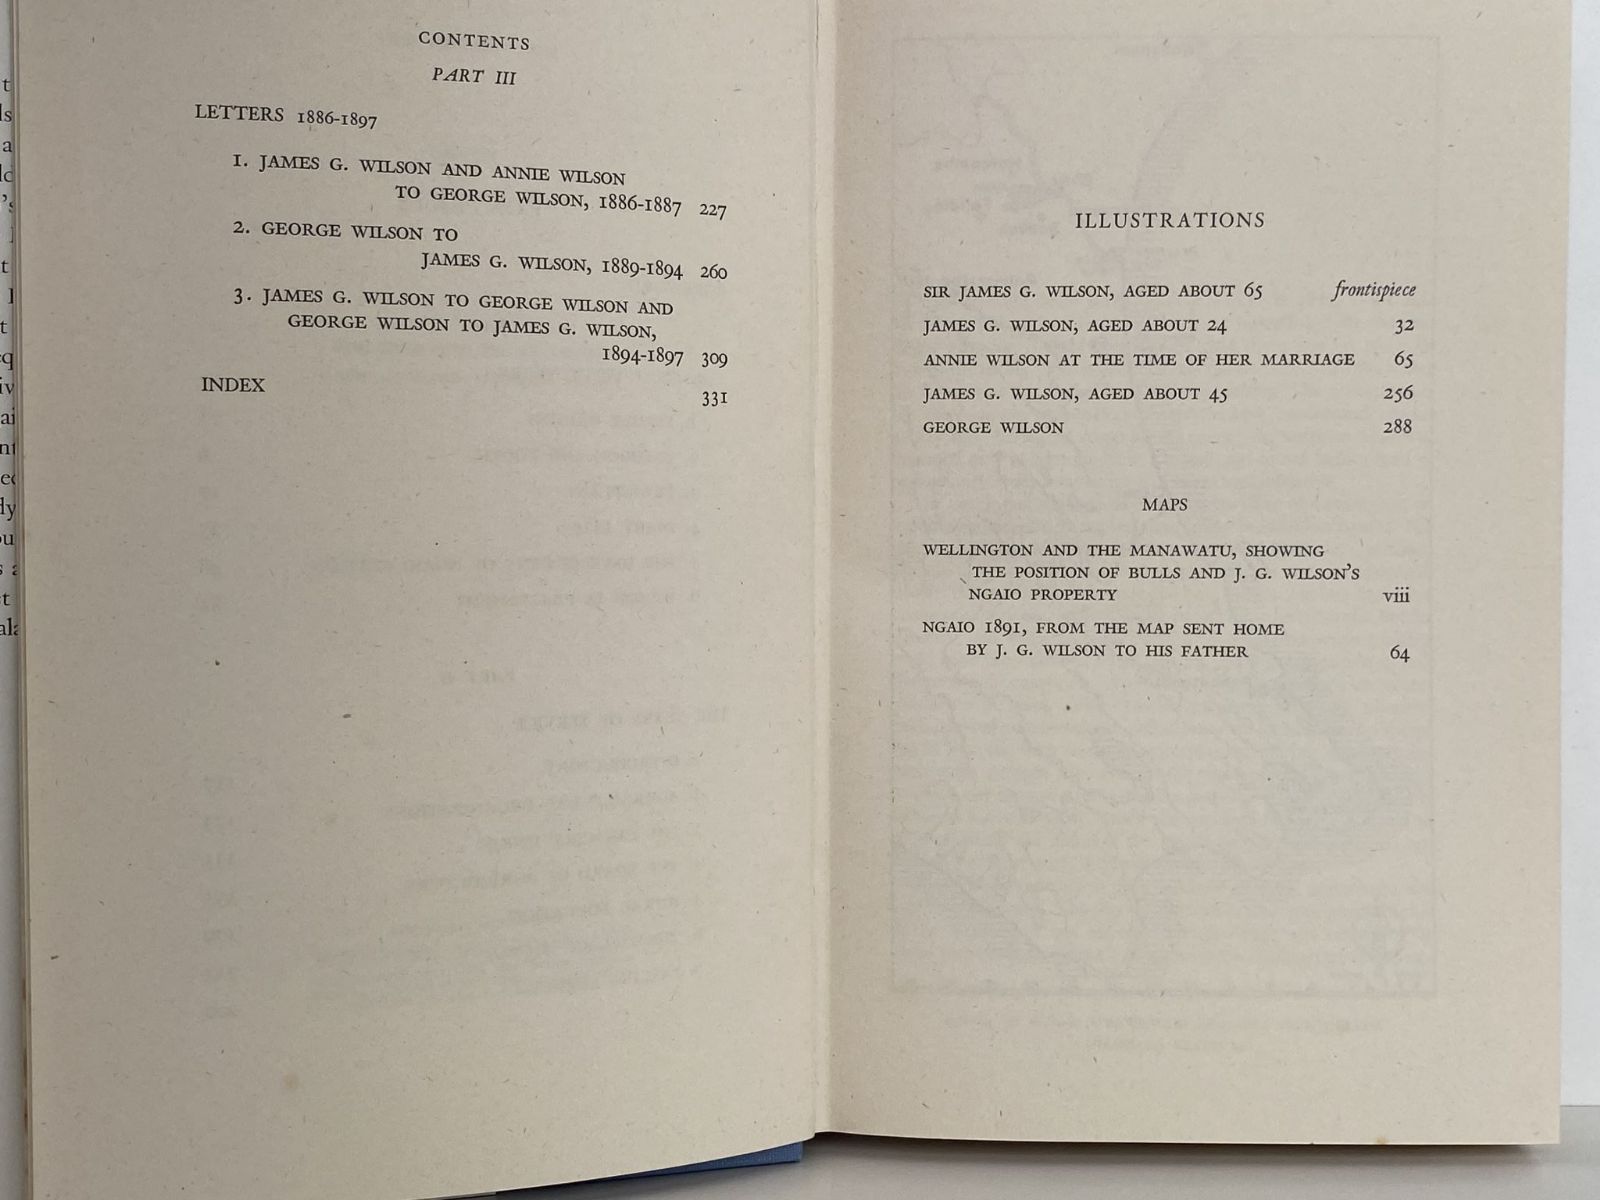 CONTENTS
PART III
LETTERS 1886-1897
1. JAMES G. WILSON AND ANNIE WILSON
TO GEORGE WILSON, 1886-1887 227
2. GEORGE WILSON TO
JAMES G. WILSON, 1889-1894 260
3. JAMES G. WILSON TO GEORGE WILSON AND
GEORGE WILSON TO JAMES G. WILSON,
1894-1897 309
INDEX 331
ILLUSTRATIONS
SIR JAMES G. WILSON, AGED ABOUT 65 frontispiece
JAMES G. WILSON, AGED ABOUT 24 32
ANNIE WILSON AT THE TIME OF HER MARRIAGE 65
JAMES G. WILSON, AGED ABOUT 45 256
GEORGE WILSON 288
MAPS
WELLINGTON AND THE MANAWATU, SHOWING
THE POSITION OF BULLS AND J. G. WILSON'S
NGAIO PROPERTY viii
NGAIO 1891, FROM THE MAP SENT HOME
BY J. G. WILSON TO HIS FATHER 64